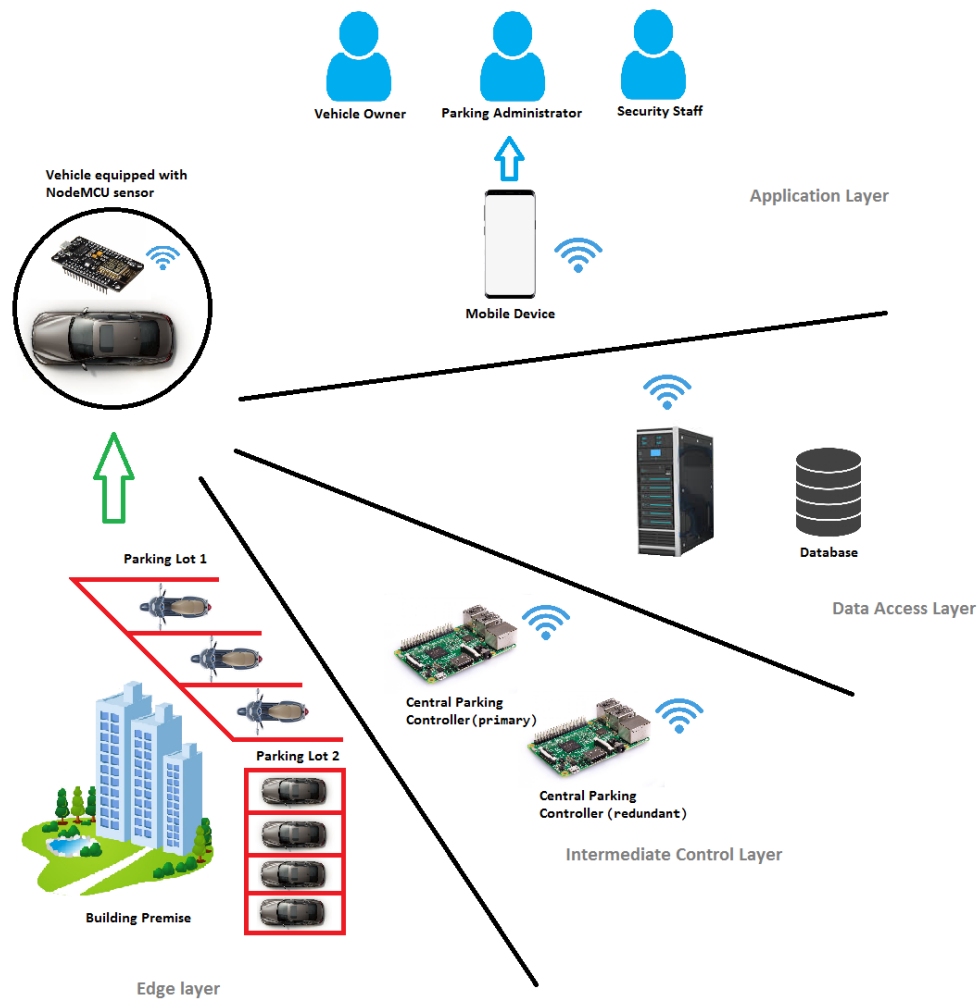 Vehicle Owner
Parking Administrator
Security Staff
Vehicle equipped with
NodeMCU sensor
Application Layer
Mobile Device
Parking Lot 1
Database
Data Access Layer
Central Parking
Controller(primary)
Parking Lot 2
Central Parking
Controller (redundant)
Intermediate Control Layer
Building Premise
Edge layer